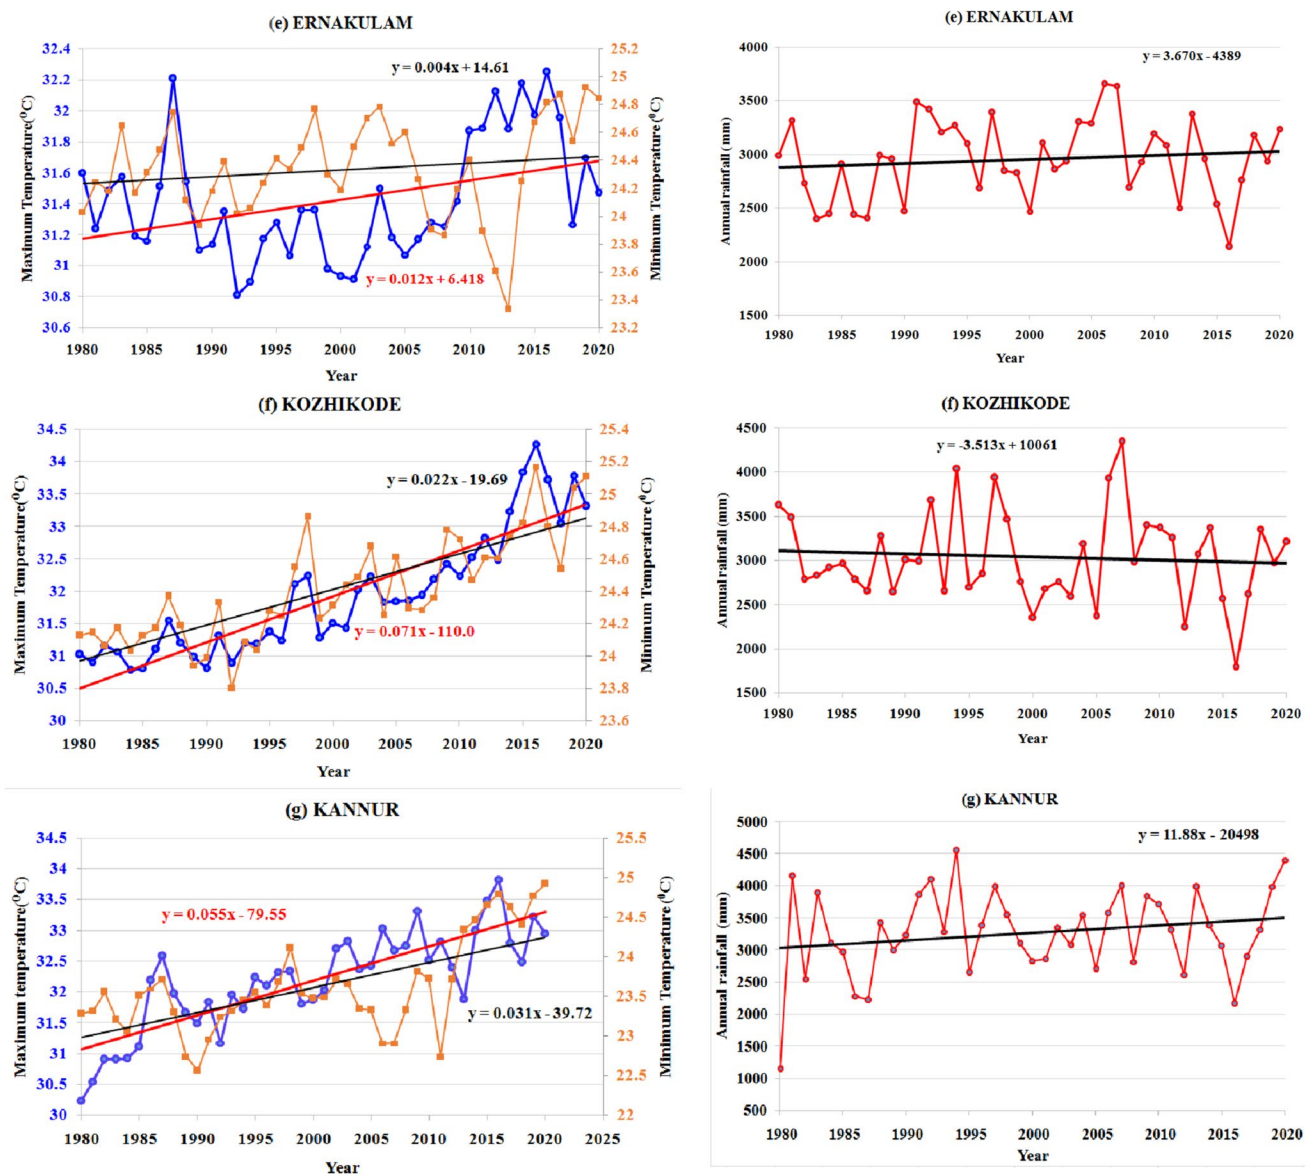 (e) ERNAKULAM
32.4
32.2
32
31.8
31.6
31.4
31.2
31
30.8
30.6
Maximum Temperature(⁰C)
y = 0.004x + 14.61
y = 0.012x + 6.418
25.2
25
24.8
24.6
24.4
24.2
24
23.8
23.6
23.4
23.2
Minimum Temperature (⁰C)
1980 1985 1990 1995 2000 2005 2010 2015 2020
Year
(e) ERNAKULAM
4000
3500
3000
2500
2000
1500
Annual rainfall (mm)
y = 3.670x - 4389
1980 1985 1990 1995 2000 2005 2010 2015 2020
Year
(f) KOZHIKODE
34.5
34
33.5
33
32.5
32
31.5
31
30.5
30
Maximum Temperature(⁰C)
y = 0.022x - 19.69
y = 0.071x - 110.0
25.4
25.2
25
24.8
24.6
24.4
24.2
24
23.8
23.6
Minimum Temperature (⁰C)
1980 1985 1990 1995 2000 2005 2010 2015 2020
Year
(f) KOZHIKODE
4500
4000
3500
3000
2500
3000
1500
Annual rainfall (mm)
y = -3.513x + 10061
1980 1985 1990 1995 2000 2005 2010 2015 2020
Year
(g) KANNUR
34.5
34
33.5
33
32.5
32
31.5
31
30.5
30
Maximum temperature(⁰C)
y = 0.055x - 79.55
y = 0.031x - 39.72
25.5
25
24.5
24
23.5
23
22.5
22
Minimum Temperature (⁰C)
1980 1985 1990 1995 2000 2005 2010 2015 2020 2025
Year
(g) KANNUR
5000
4500
4000
3500
3000
2500
2000
1500
1000
500
Annual rainfall (mm)
y = 11.88x - 20498
1980 1985 1990 1995 2000 2005 2010 2015 2020
Year